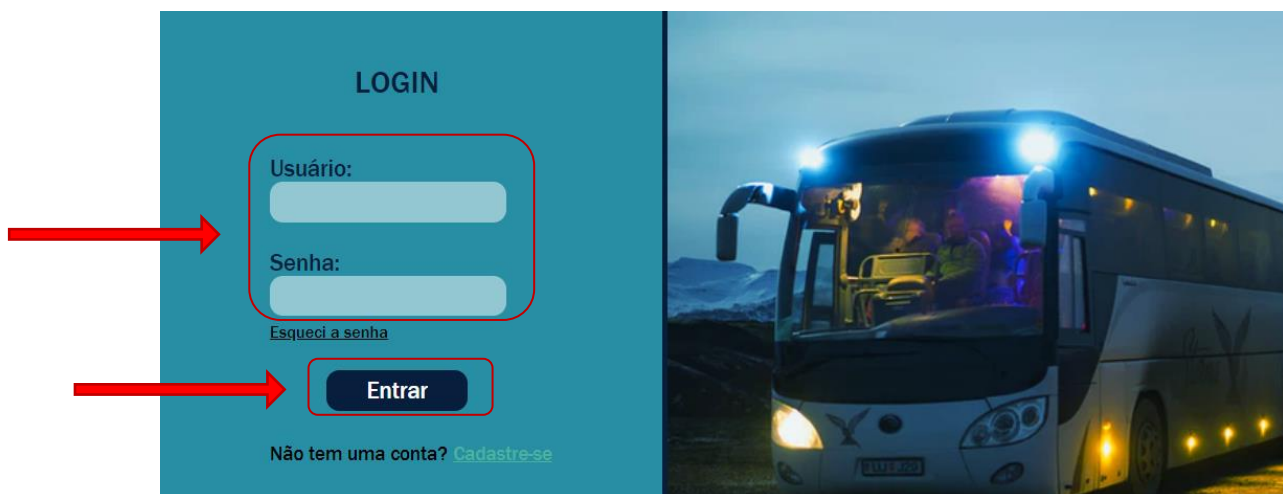 LOGIN
Usuário:
Senha:
Esqueci a senha
Entrar
Não tem uma conta? Cadastre-se